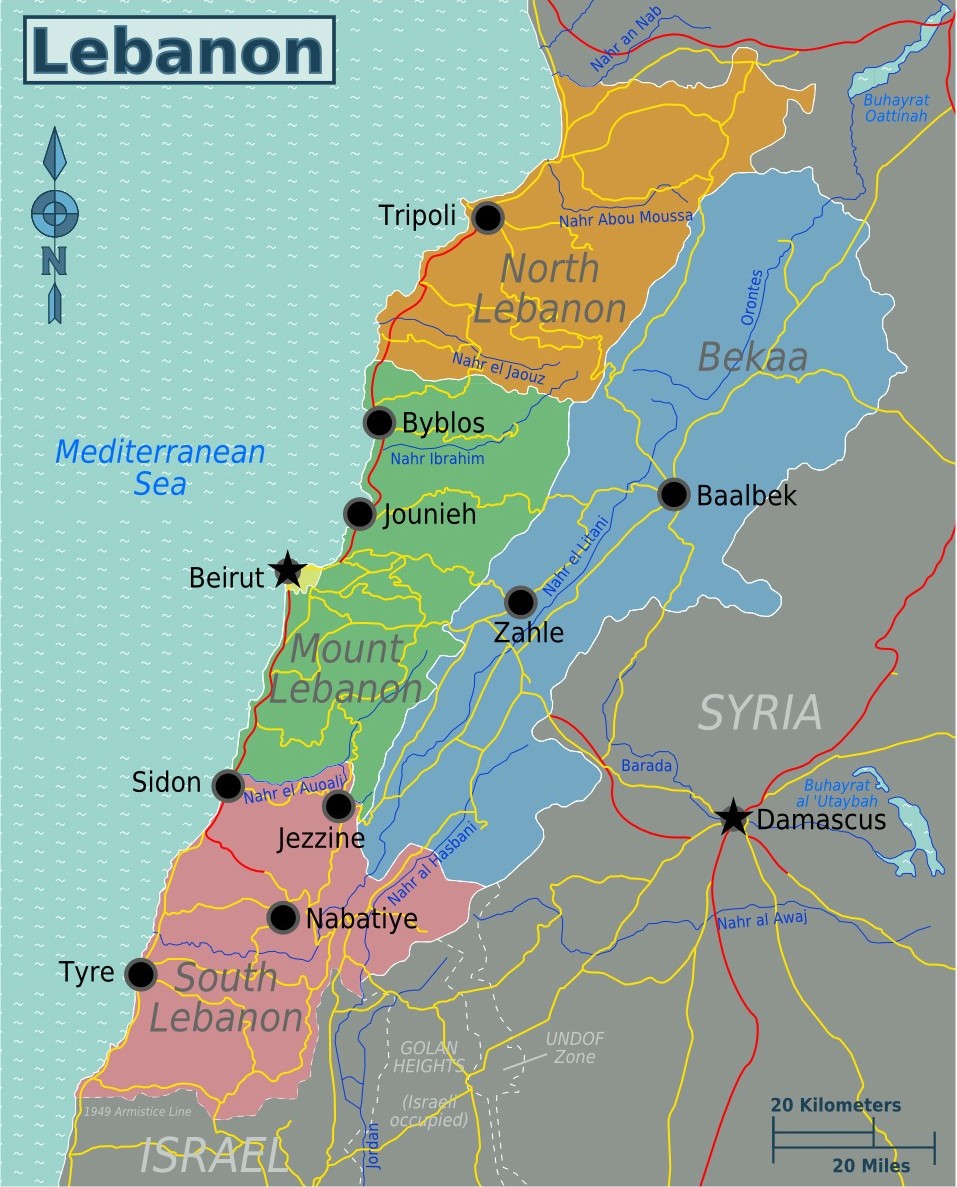 Lebanon
Nahr an Nab
Buhayrat
Oattinah
N
Tripoli
Nahr Abou Moussa
North
Lebanon
Orontes
Bekaa
Nahr el Jaouz
Byblos
Nahr Ibrahim
Mediterranean
Sea
Baalbek
Jounieh
Nahr el Litani
Beirut
Zahle
Mount
Lebanon
SYRIA
Barada
Sidon
Nahr el Auoali
Buhayrat
al 'Utaybah
Jezzine
Damascus
Nahr al Hasbani
Nabatiye
Nahr al Awaj
Tyre
South
Lebanon
GOLAN
HEIGHTS
(Israeli
occupied)
UNDOF
Zone
1949 Armistice Line
ISRAEL
Jordan
20 Kilometers
20 Miles